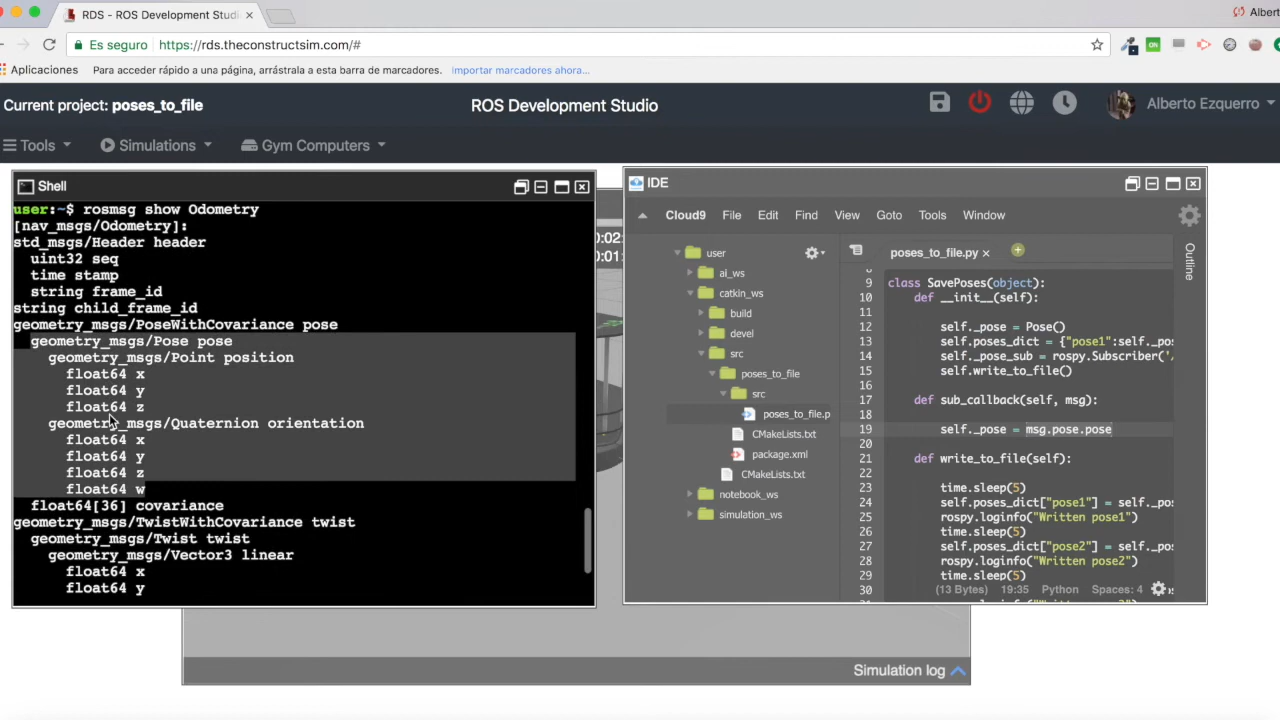 RDS - ROS Development Studi
Alberto
Es seguro
https://rds.theconstructsim.com/#
ON
Aplicaciones
Para acceder rápido a una página, arrástrala a esta barra de marcadores.
Importar marcadores ahora...
Current project: poses_to_file
ROS Development Studio
Alberto Ezquerro
Tools
Simulations
Gym Computers
Shell
user:~$ rosmsg show Odometry
[nav_msgs/Odometry]:
std_msgs/Header header
uint32 seq
time stamp
string frame_id
string child_frame_id
geometry_msgs/PoseWithCovariance pose
geometry_msgs/Pose pose
geometry_msgs/Point position
float64 x
float64 y
float64 z
geometry_msgs/Quaternion orientation
float64 x
float64 y
float64 z
float64 w
float64[36] covariance
geometry_msgs/TwistWithCovariance twist
geometry_msgs/Twist twist
geometry_msgs/Vector3 linear
float64 x
float64 y
0:02:
0:01:
IDE
Cloud9 File Edit Find View Goto Tools Window
user
ai_ws
catkin_ws
build
devel
src
poses_to_file
src
poses_to_file.p
CMakeLists.txt
package.xml
CMakeLists.txt
notebook_ws
simulation_ws
poses_to_file.py
Outline
9 class SavePoses(object):
10 def __init__(self):
11
12 self._pose = Pose()
13 self.poses_dict = {"pose1":self._pos
14 self._pose_sub = rospy.Subscriber('/
15 self.write_to_file()
16
17 def sub_callback(self, msg):
18
19 self._pose = msg.pose.pose
20
21 def write_to_file(self):
22
23 time.sleep(5)
24 self.poses_dict["pose1"] = self._pos
25 rospy.loginfo("Written pose1")
26 time.sleep(5)
27 self.poses_dict["pose2"] = self._pos
28 rospy.loginfo("Written pose2")
29 time.sleep(5)
30
(13 Bytes) 19:35 Python Spaces: 4
Simulation log